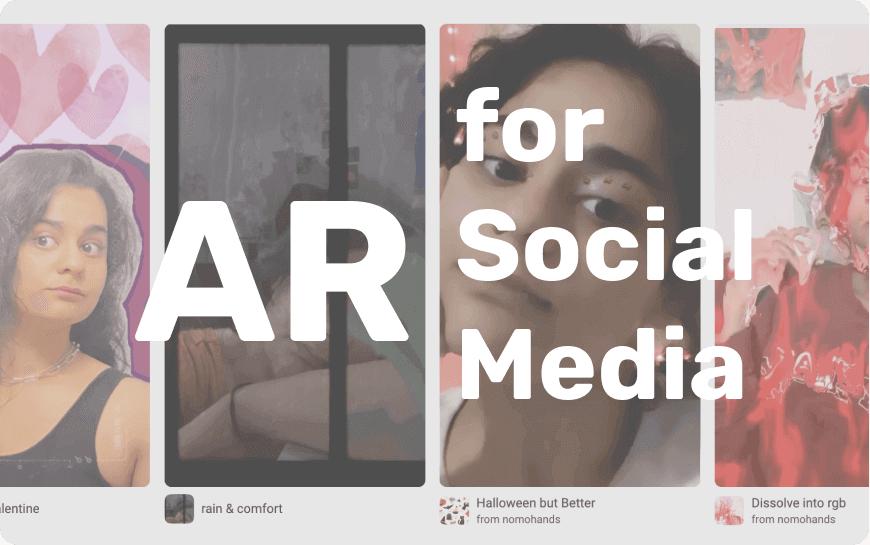 AR
for
Social
Media
rain & comfort
Halloween but Better
from nomohands
Dissolve into rgb
from nomohands